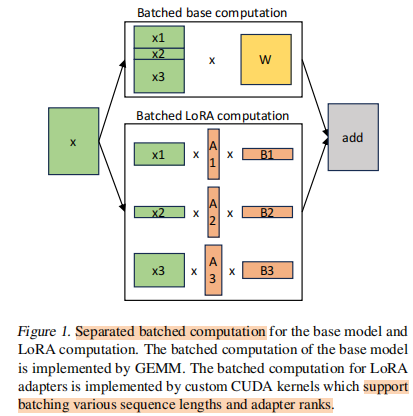 Batched base computation
x1
x2
x3
x
W
x
Batched LoRA computation
x1 x A1 x B1
x2 x A2 x B2
x3 x A3 x B3
add
Figure 1. Separated batched computation for the base model and
LoRA computation. The batched computation of the base model
is implemented by GEMM. The batched computation for LoRA
adapters is implemented by custom CUDA kernels which support
batching various sequence lengths and adapter ranks.